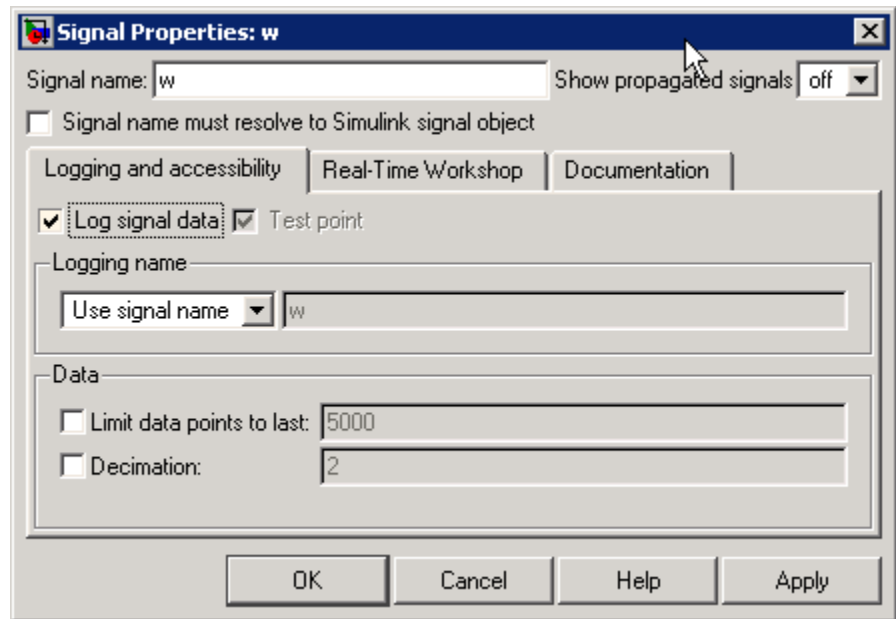 Signal Properties: w
Signal name: w Show propagated signals off
Signal name must resolve to Simulink signal object
Logging and accessibility Real-Time Workshop Documentation
Log signal data Test point
Logging name
Use signal name w
Data
Limit data points to last: 5000
Decimation: 2
OK Cancel Help Apply